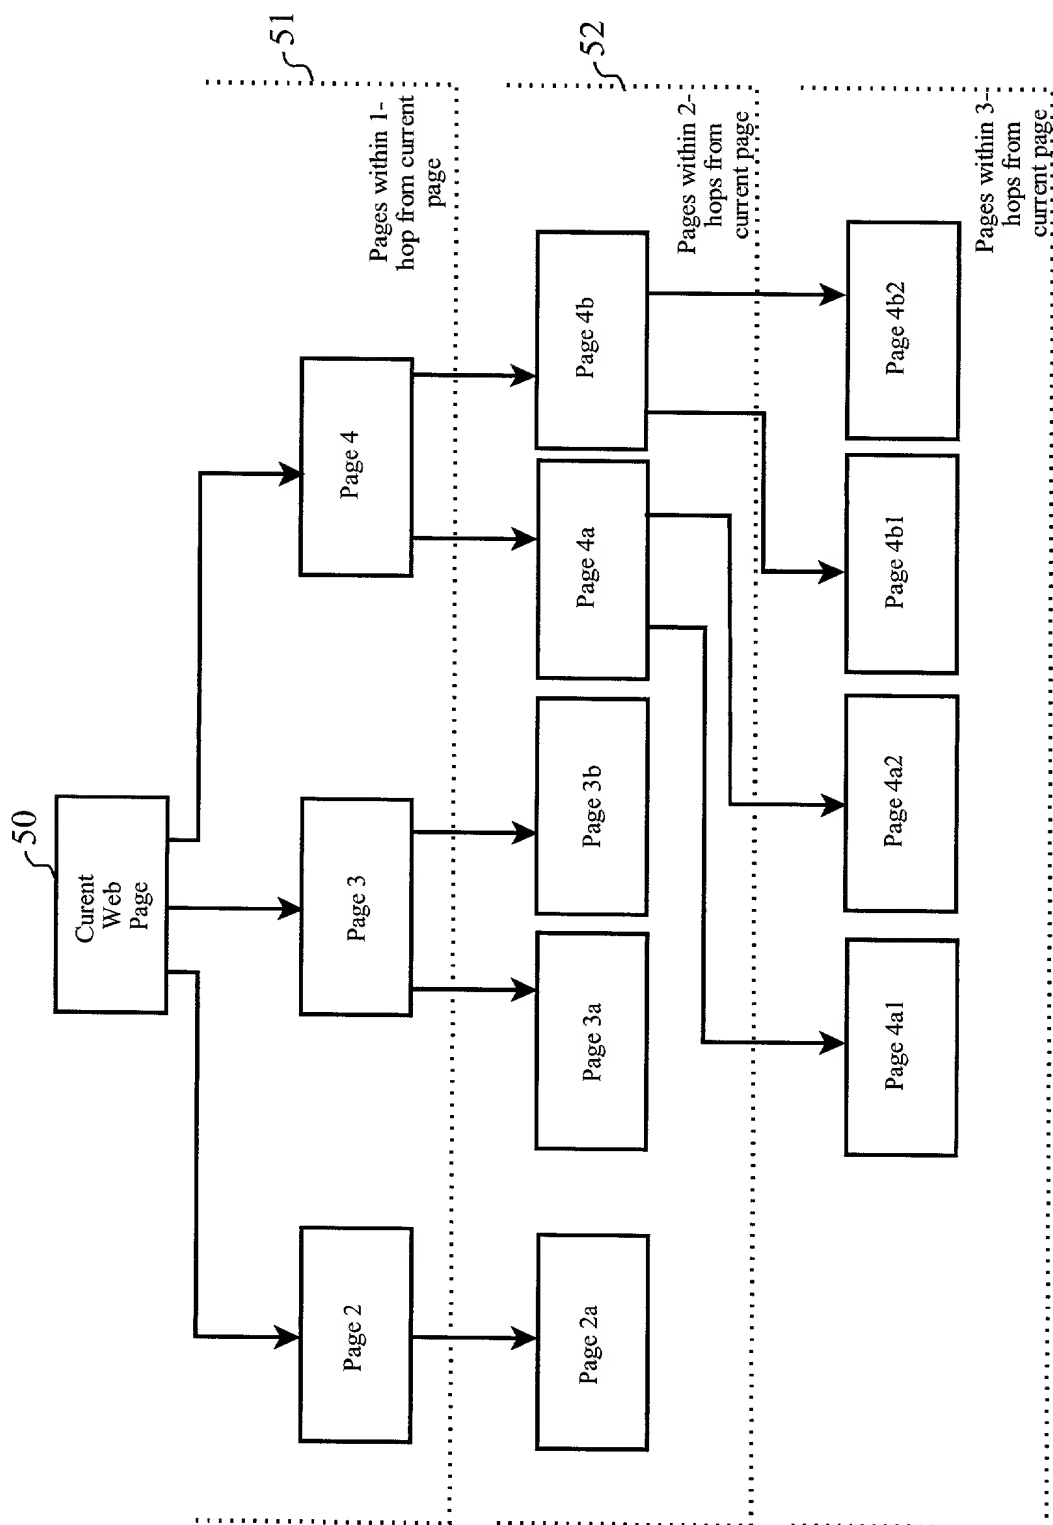 50
Curent
Web
Page
51
Page 2
Page 3
Page 4
Pages within 1-
hop from current
page
52
Page 2a
Page 3a
Page 3b
Page 4a
Page 4b
Pages within 2-
hops from
current page
Page 4a1
Page 4a2
Page 4b1
Page 4b2
Pages within 3-
hops from
current page